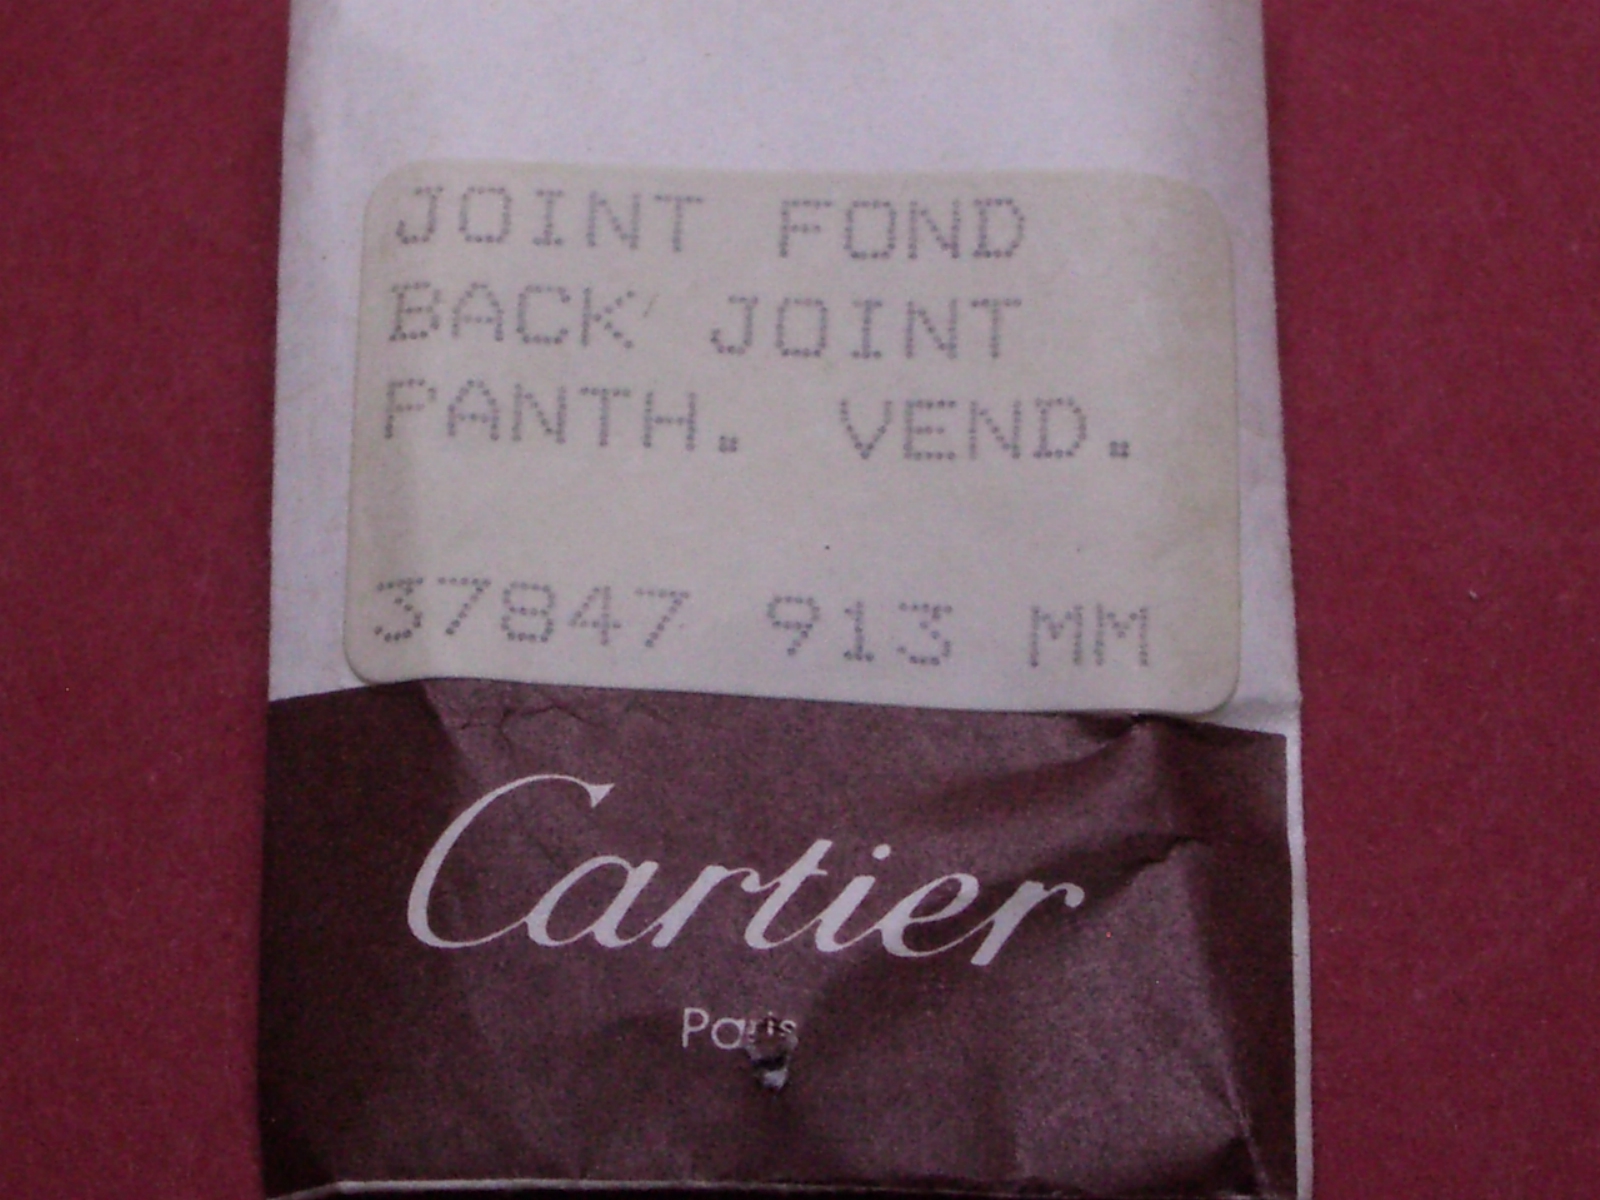 JOINT FOND
BACK JOINT
PANTH. VEND.
37847 913 MM
Cartier
Paris